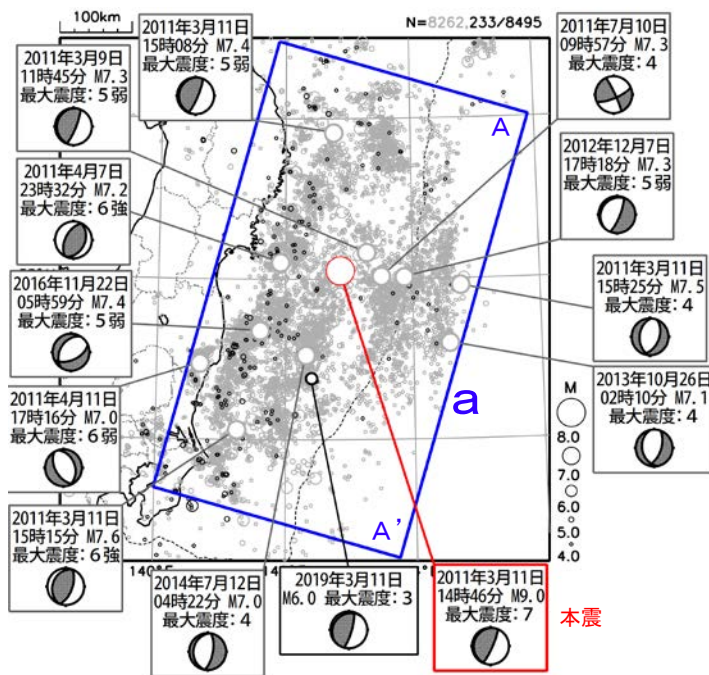 100km
N=8262,233/8495
2011年3月11日
15時08分 M7.4
最大震度：5弱
2011年7月10日
09時57分 M7.3
最大震度：4
2011年3月9日
11時45分 M7.3
最大震度：5弱
A
2012年12月7日
17時18分 M7.3
最大震度：5弱
2011年4月7日
23時32分 M7.2
最大震度：6強
2011年3月11日
15時25分 M7.5
最大震度：4
2016年11月22日
05時59分 M7.4
最大震度：5弱
2013年10月26日
02時10分 M7.1
最大震度：4
a
2011年4月11日
17時16分 M7.0
最大震度：6弱
M
8.0
7.0
6.0
5.0
4.0
A'
2011年3月11日
15時15分 M7.6
最大震度：6強
140°E
2014年7月12日
04時22分 M7.0
最大震度：4
2019年3月11日
M6.0 最大震度：3
2011年3月11日
14時46分 M9.0
最大震度：7
本震